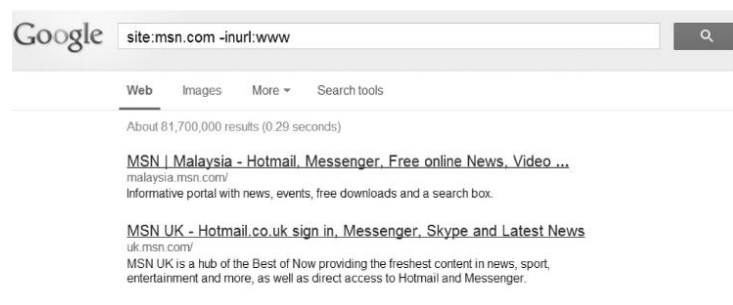 Google site:msn.com -inurl:www
Web Images More Search tools
About 81,700,000 results (0.29 seconds)
MSN | Malaysia - Hotmail, Messenger, Free online News, Video ...
malaysia.msn.com/
Informative portal with news, events, free downloads and a search box.
MSN UK - Hotmail.co.uk sign in, Messenger, Skype and Latest News
uk.msn.com/
MSN UK is a hub of the Best of Now providing the freshest content in news, sport,
entertainment and more, as well as direct access to Hotmail and Messenger.